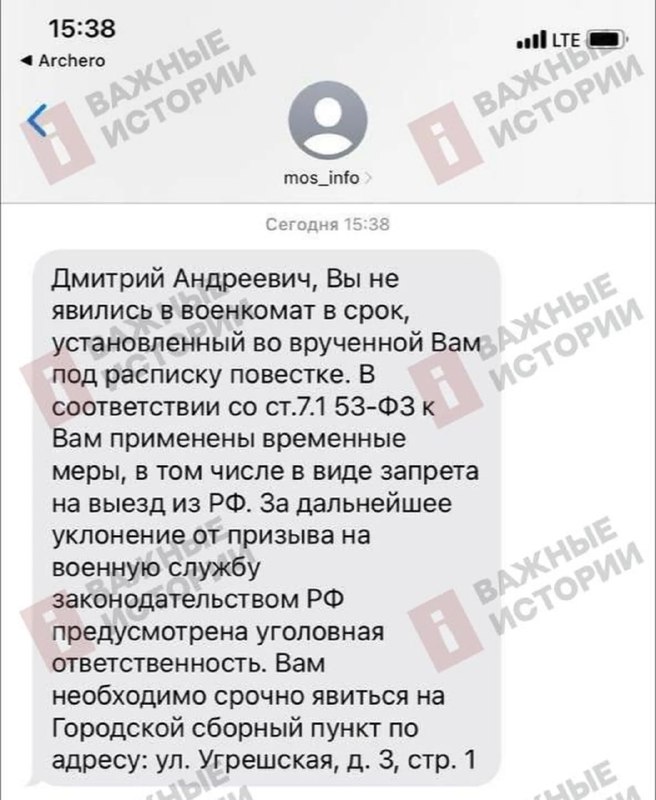 15:38
LTE
◀ Archero
mos_info
Сегодня 15:38
Дмитрий Андреевич, Вы не
явились в военкомат в срок,
установленный во врученной Вам
под расписку повестке. В
соответствии со ст.7.1 53-ФЗ к
Вам применены временные
меры, в том числе в виде запрета
на выезд из РФ. За дальнейшее
уклонение от призыва на
военную службу
законодательством РФ
предусмотрена уголовная
ответственность. Вам
необходимо срочно явиться на
Городской сборный пункт по
адресу: ул. Угрешская, д. 3, стр. 1
ВАЖНЫЕ
ИСТОРИИ
ВАЖНЫЕ
ИСТОРИИ
ВАЖНЫЕ
ИСТОРИИ
ВАЖНЫЕ
ИСТОРИИ
ВАЖНЫЕ
ИСТОРИИ
ВАЖНЫЕ
ИСТОРИИ